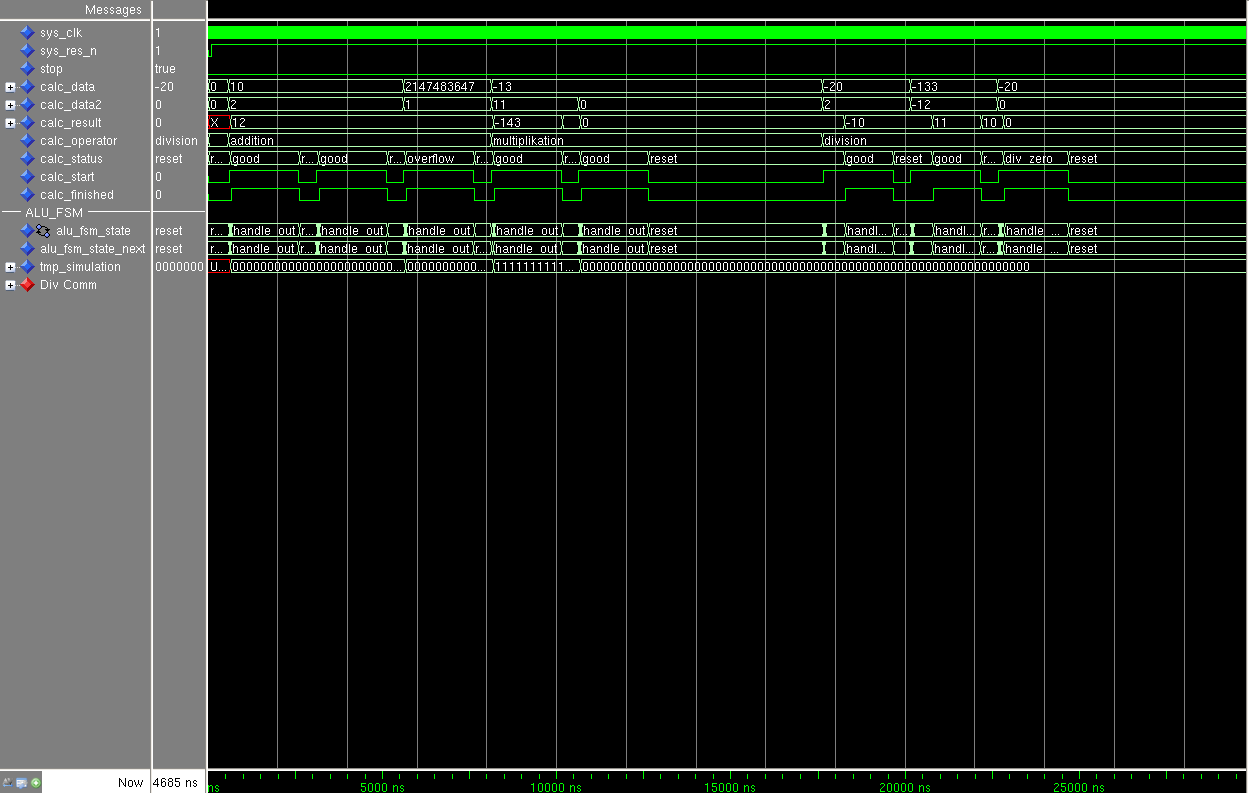 Messages
sys_clk 1
sys_res_n 1
stop true
calc_data -20 0 10 2147483647 -13 -20 -133 -20
calc_data2 0 0 2 1 11 0 2 -12 0
calc_result 0 X 12 -143 0 -10 11 10 0
calc_operator division addition multiplikation division
calc_status reset r... good r... good r... overflow r... good r... good reset good reset good r... div_zero reset
calc_start 0
calc_finished 0
ALU_FSM
alu_fsm_state reset r... handle_out r... handle_out handle_out handle_out handle_out reset handl... r... handl... r... handle_... reset
alu_fsm_state_next reset r... handle_out r... handle_out handle_out r... handle_out handle_out reset handl... r... handl... r... handle_... reset
tmp_simulation 0000000 U...
Div Comm
Now 4685 ns ns 5000 ns 10000 ns 15000 ns 20000 ns 25000 ns